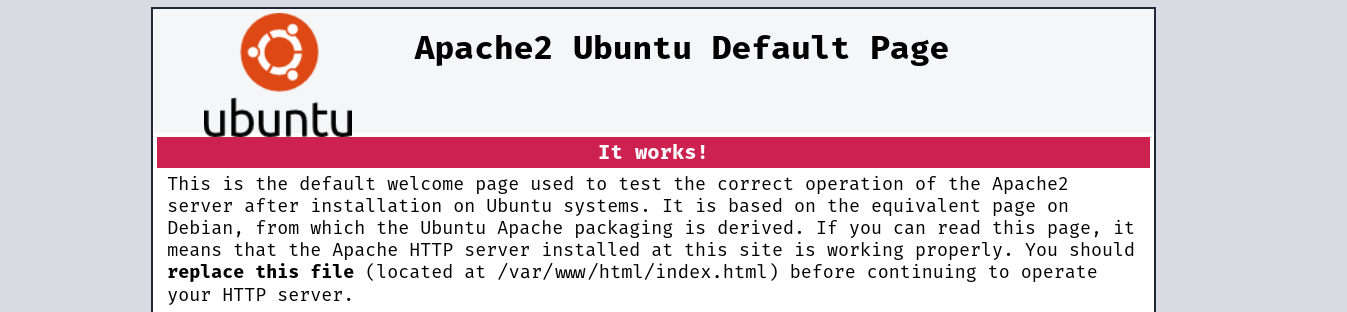 Apache2 Ubuntu Default Page
ubuntu
It works!
This is the default welcome page used to test the correct operation of the Apache2
server after installation on Ubuntu systems. It is based on the equivalent page on
Debian, from which the Ubuntu Apache packaging is derived. If you can read this page, it
means that the Apache HTTP server installed at this site is working properly. You should
replace this file (located at /var/www/html/index.html) before continuing to operate
your HTTP server.